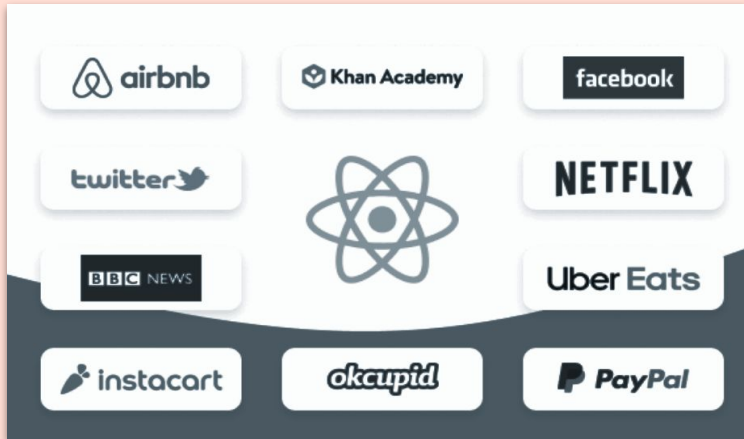 airbnb
Khan Academy
facebook
twitter
NETFLIX
BBC NEWS
Uber Eats
instacart
okcupid
PayPal